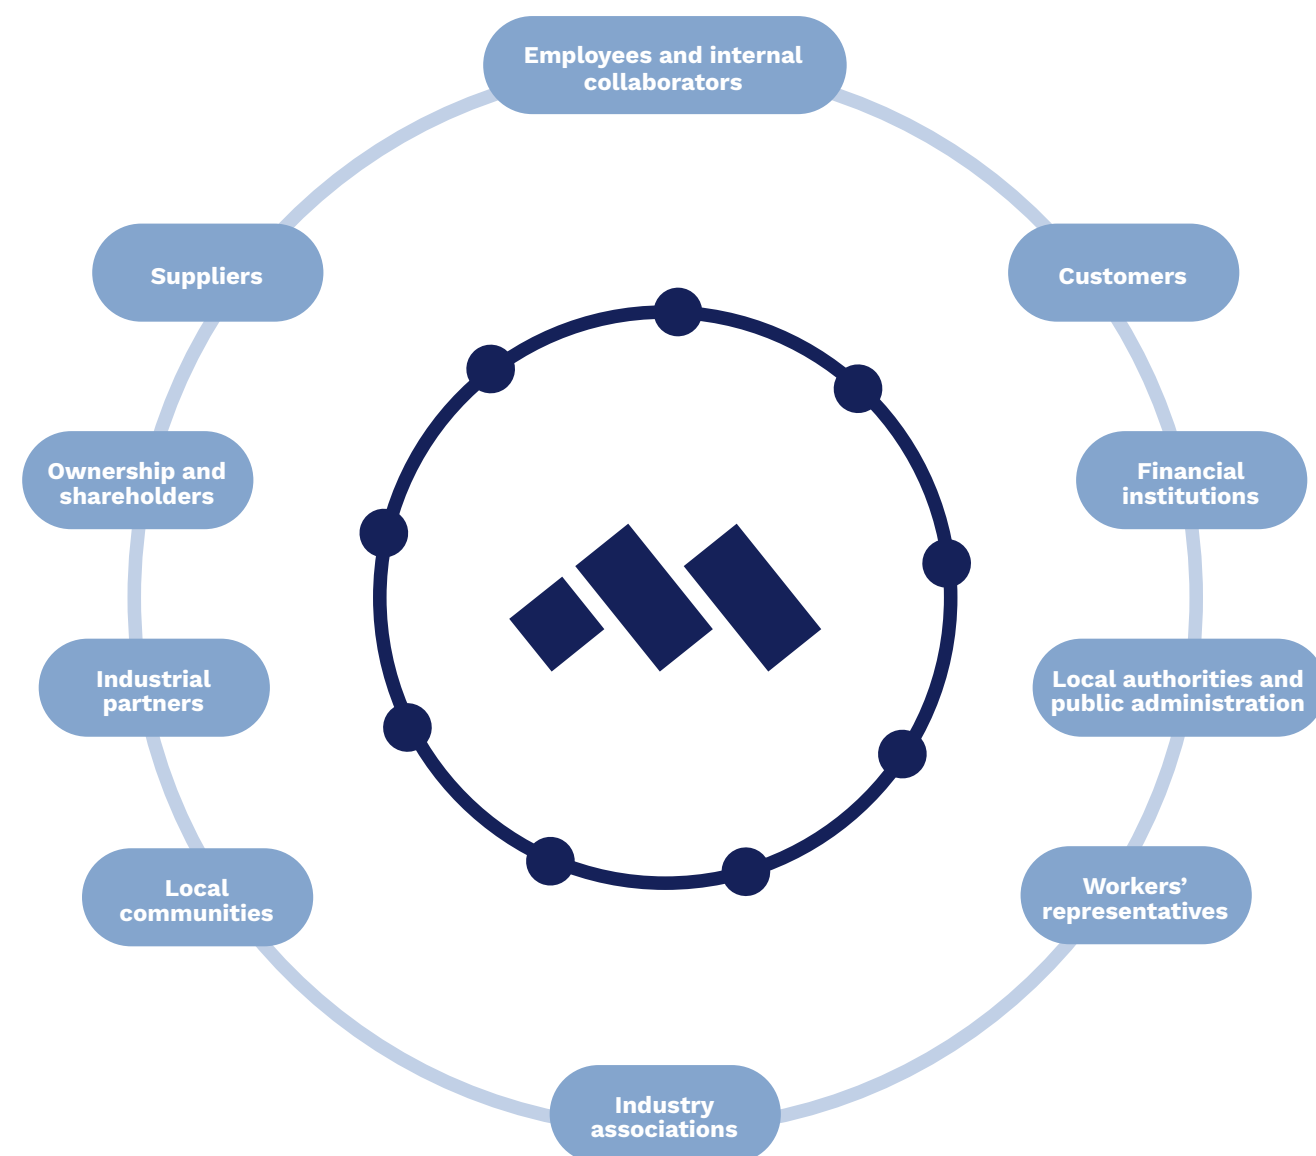 Employees and internal
collaborators
Suppliers
Customers
Ownership and
shareholders
Financial
institutions
Industrial
partners
Local authorities and
public administration
Local
communities
Workers’
representatives
Industry
associations